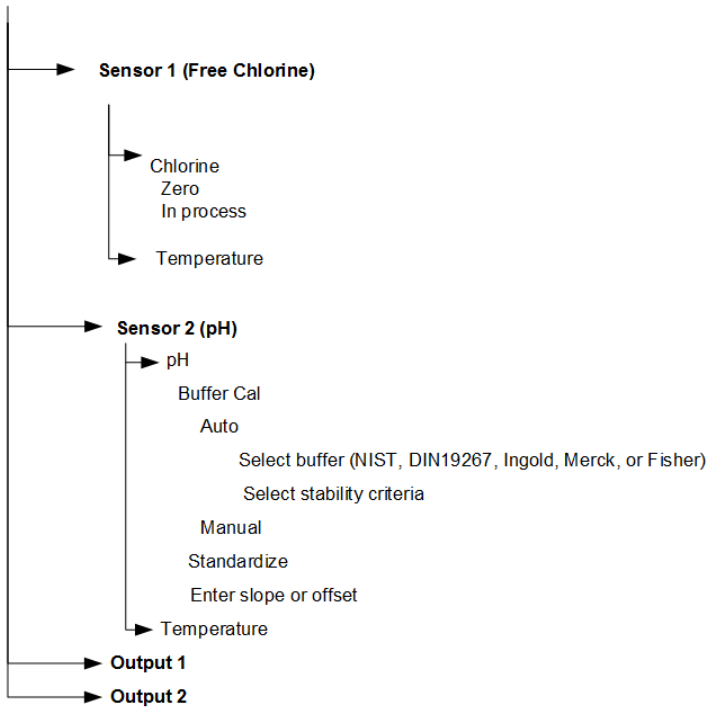 Sensor 1 (Free Chlorine)
Chlorine
Zero
In process
Temperature
Sensor 2 (pH)
pH
Buffer Cal
Auto
Select buffer (NIST, DIN19267, Ingold, Merck, or Fisher)
Select stability criteria
Manual
Standardize
Enter slope or offset
Temperature
Output 1
Output 2